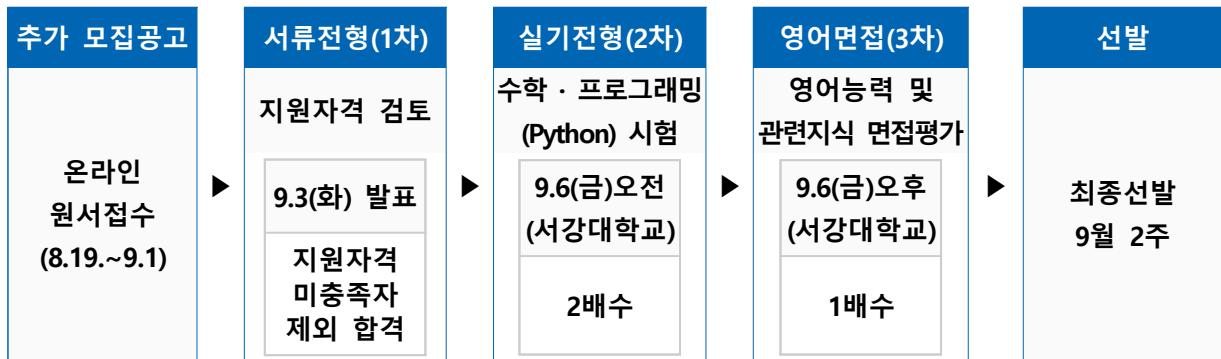 추가 모집공고
온라인
원서접수
(8.19.~9.1)
▶
서류전형(1차)
지원자격 검토
9.3(화) 발표
지원자격
미충족자
제외 합격
▶
실기전형(2차)
수학 · 프로그래밍
(Python) 시험
9.6(금)오전
(서강대학교)
2배수
▶
영어면접(3차)
영어능력 및
관련지식 면접평가
9.6(금)오후
(서강대학교)
1배수
▶
선발
최종선발
9월 2주